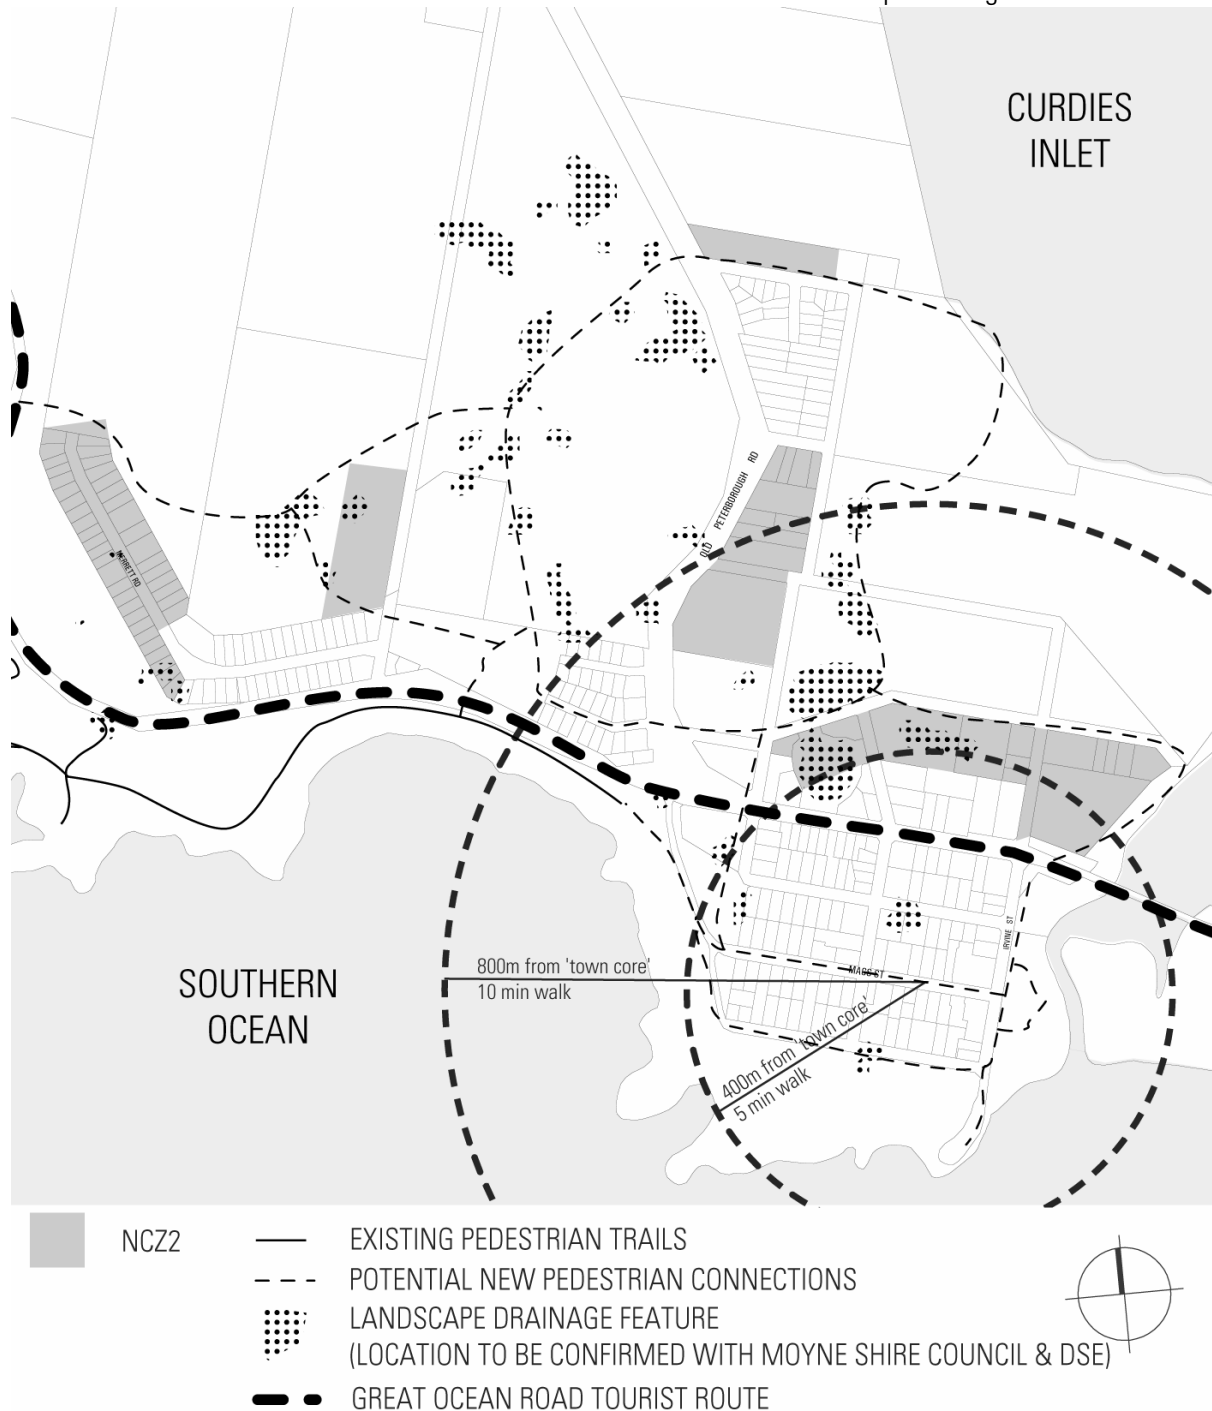 CURDIES
INLET
OLD PETERBOROUGH RD
MERRETT RD
IRVINE ST
800m from 'town core'
10 min walk
SOUTHERN
OCEAN
400m from 'town core'
5 min walk
NCZ2
EXISTING PEDESTRIAN TRAILS
POTENTIAL NEW PEDESTRIAN CONNECTIONS
LANDSCAPE DRAINAGE FEATURE
(LOCATION TO BE CONFIRMED WITH MOYNE SHIRE COUNCIL & DSE)
GREAT OCEAN ROAD TOURIST ROUTE